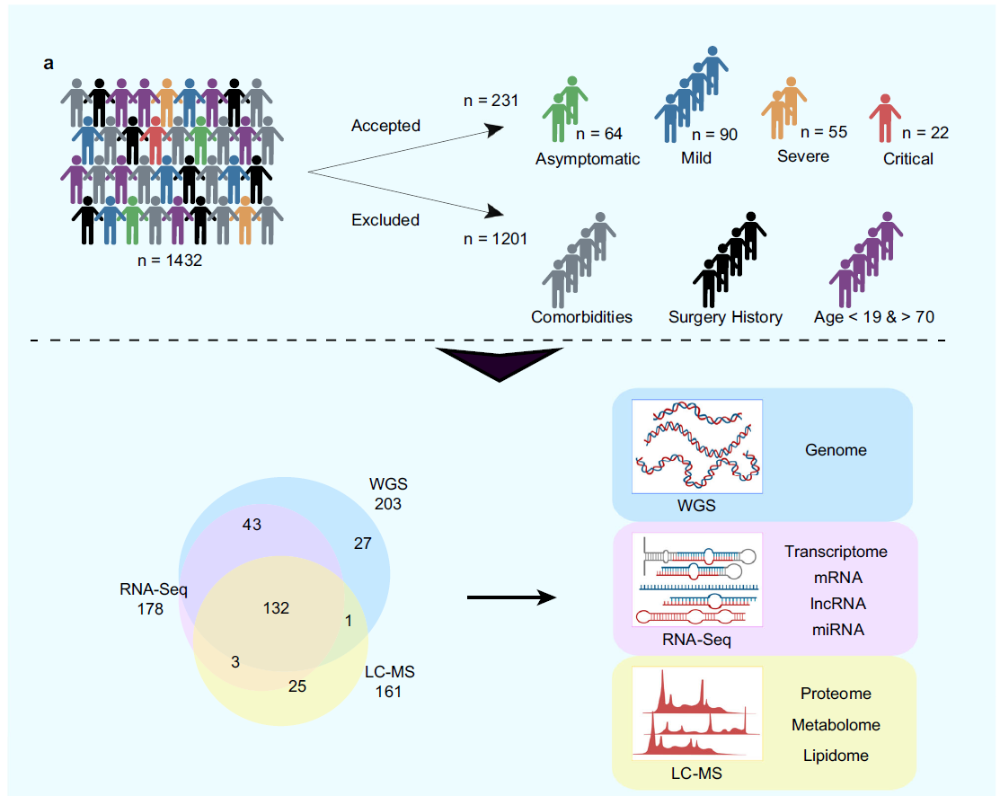 a
n = 1432
Accepted
n = 231
Excluded
n = 1201
n = 64
Asymptomatic
n = 90
Mild
n = 55
Severe
n = 22
Critical
Comorbidities
Surgery History
Age < 19 & > 70
WGS
203
43
27
RNA-Seq
178
132
1
3
25
LC-MS
161
WGS
Genome
RNA-Seq
Transcriptome
mRNA
lncRNA
miRNA
LC-MS
Proteome
Metabolome
Lipidome